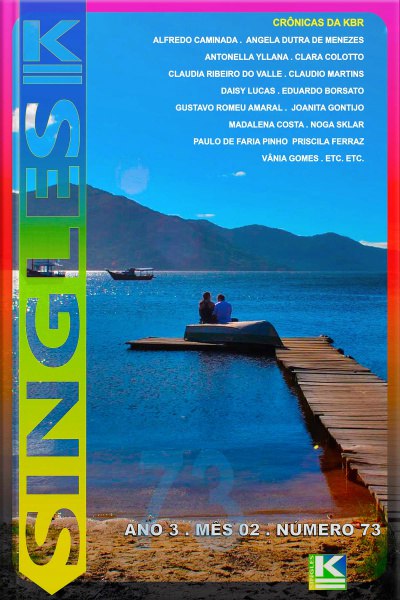 SINGLES K
CRÔNICAS DA KBR
ALFREDO CAMINADA . ANGELA DUTRA DE MENEZES
ANTONELLA YLLANA . CLARA COLOTTO
CLAUDIA RIBEIRO DO VALLE . CLAUDIO MARTINS
DAISY LUCAS . EDUARDO BORSATO
GUSTAVO ROMEU AMARAL . JOANITA GONTIJO
MADALENA COSTA . NOGA SKLAR
PAULO DE FARIA PINHO PRISCILA FERRAZ
VÂNIA GOMES . ETC. ETC.
73
ANO 3 . MÊS 02 . NÚMERO 73
SINGLES K